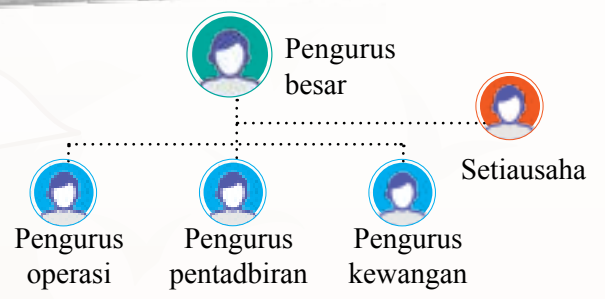 Pengurus
besar
Setiausaha
Pengurus
operasi
Pengurus
pentadbiran
Pengurus
kewangan